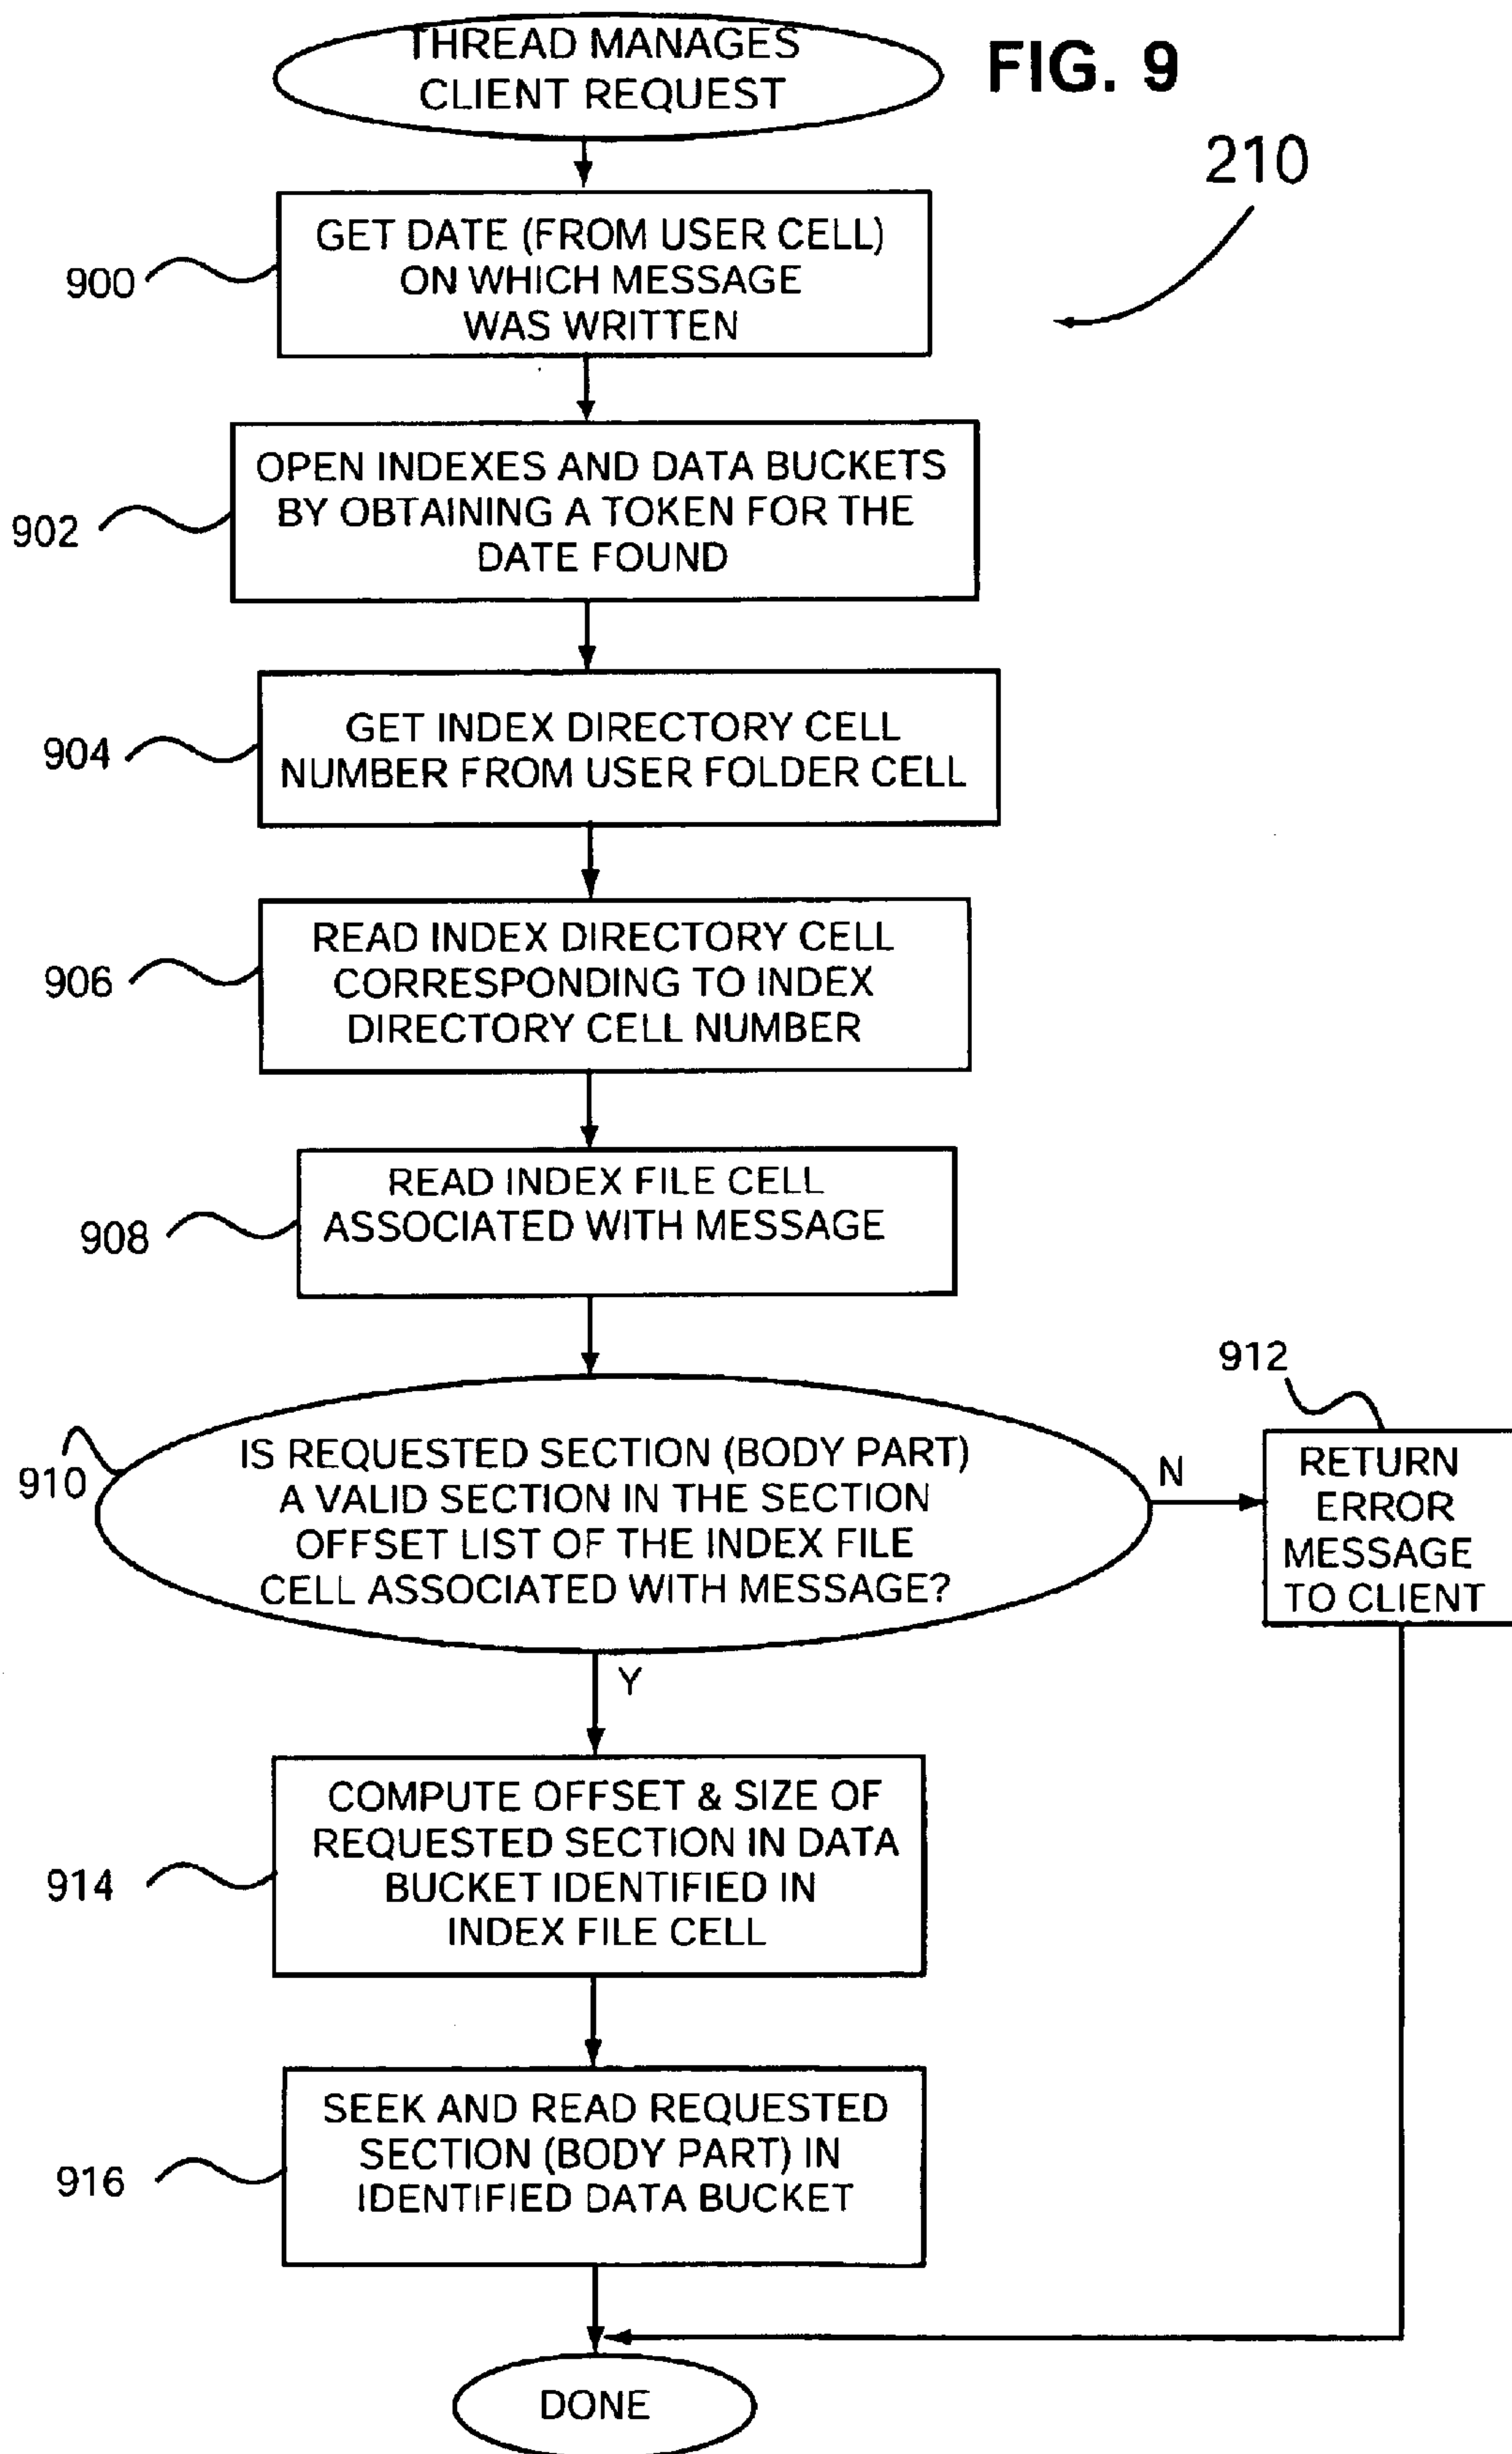 THREAD MANAGES
CLIENT REQUEST
FIG. 9
210
900
GET DATE (FROM USER CELL)
ON WHICH MESSAGE
WAS WRITTEN
902
OPEN INDEXES AND DATA BUCKETS
BY OBTAINING A TOKEN FOR THE
DATE FOUND
904
GET INDEX DIRECTORY CELL
NUMBER FROM USER FOLDER CELL
906
READ INDEX DIRECTORY CELL
CORRESPONDING TO INDEX
DIRECTORY CELL NUMBER
908
READ INDEX FILE CELL
ASSOCIATED WITH MESSAGE
910
IS REQUESTED SECTION (BODY PART)
A VALID SECTION IN THE SECTION
OFFSET LIST OF THE INDEX FILE
CELL ASSOCIATED WITH MESSAGE?
N
912
RETURN
ERROR
MESSAGE
TO CLIENT
Y
914
COMPUTE OFFSET & SIZE OF
REQUESTED SECTION IN DATA
BUCKET IDENTIFIED IN
INDEX FILE CELL
916
SEEK AND READ REQUESTED
SECTION (BODY PART) IN
IDENTIFIED DATA BUCKET
DONE